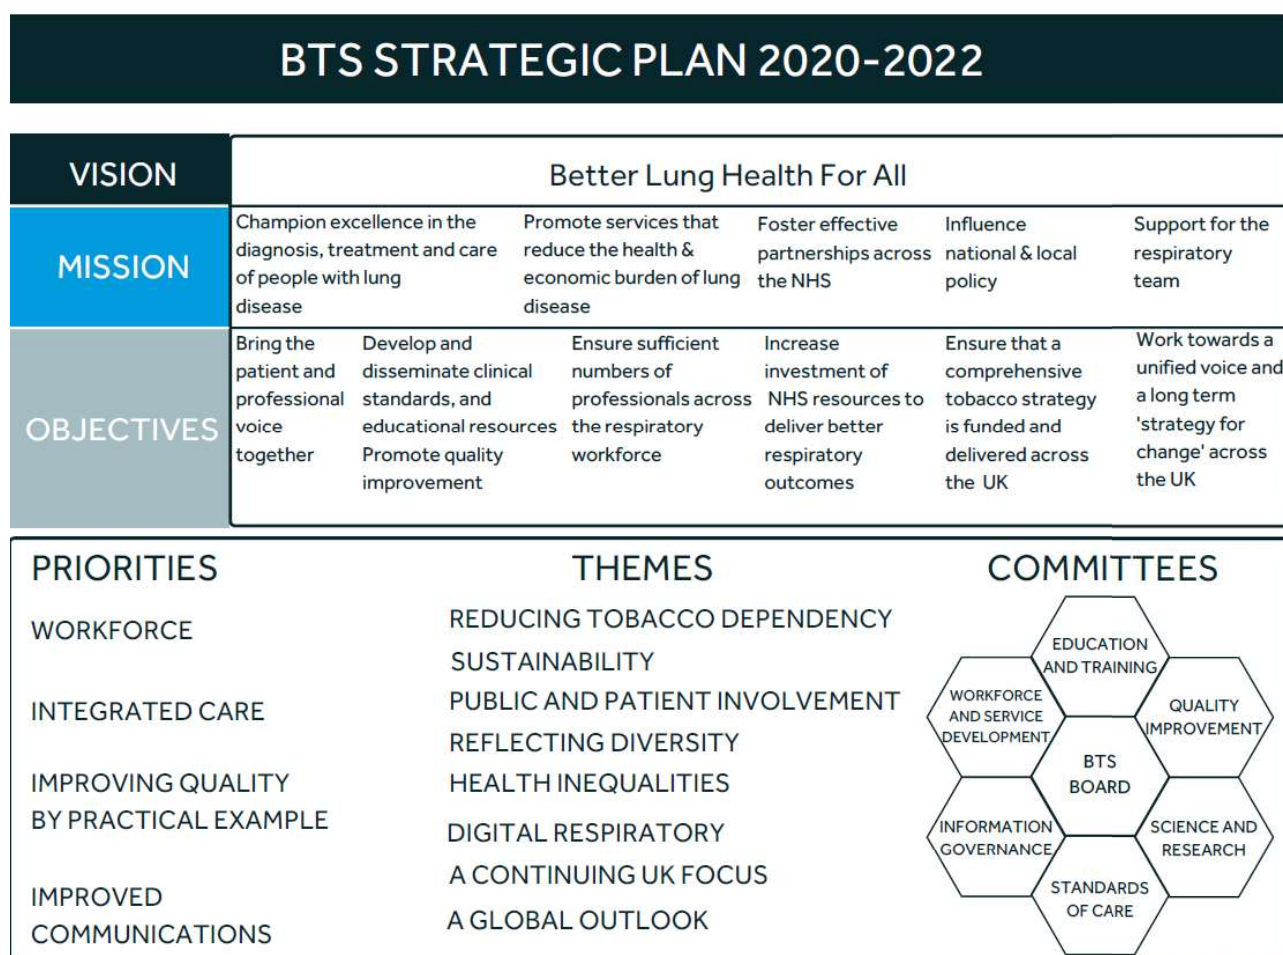 BTS STRATEGIC PLAN 2020-2022
VISION
Better Lung Health For All
MISSION
Champion excellence in the
diagnosis, treatment and care
of people with lung
disease
Promote services that
reduce the health &
economic burden of lung
disease
Foster effective
partnerships across
the NHS
Influence
national & local
policy
Support for the
respiratory
team
OBJECTIVES
Bring the
patient and
professional
voice
together
Develop and
disseminate clinical
standards, and
educational resources
Promote quality
improvement
Ensure sufficient
numbers of
professionals across
the respiratory
workforce
Increase
investment of
NHS resources to
deliver better
respiratory
outcomes
Ensure that a
comprehensive
tobacco strategy
is funded and
delivered across
the UK
Work towards a
unified voice and
a long term
'strategy for
change' across
the UK
PRIORITIES
WORKFORCE
INTEGRATED CARE
IMPROVING QUALITY
BY PRACTICAL EXAMPLE
IMPROVED
COMMUNICATIONS
THEMES
REDUCING TOBACCO DEPENDENCY
SUSTAINABILITY
PUBLIC AND PATIENT INVOLVEMENT
REFLECTING DIVERSITY
HEALTH INEQUALITIES
DIGITAL RESPIRATORY
A CONTINUING UK FOCUS
A GLOBAL OUTLOOK
COMMITTEES
EDUCATION
AND TRAINING
WORKFORCE
AND SERVICE
DEVELOPMENT
QUALITY
IMPROVEMENT
BTS
BOARD
INFORMATION
GOVERNANCE
SCIENCE AND
RESEARCH
STANDARDS
OF CARE